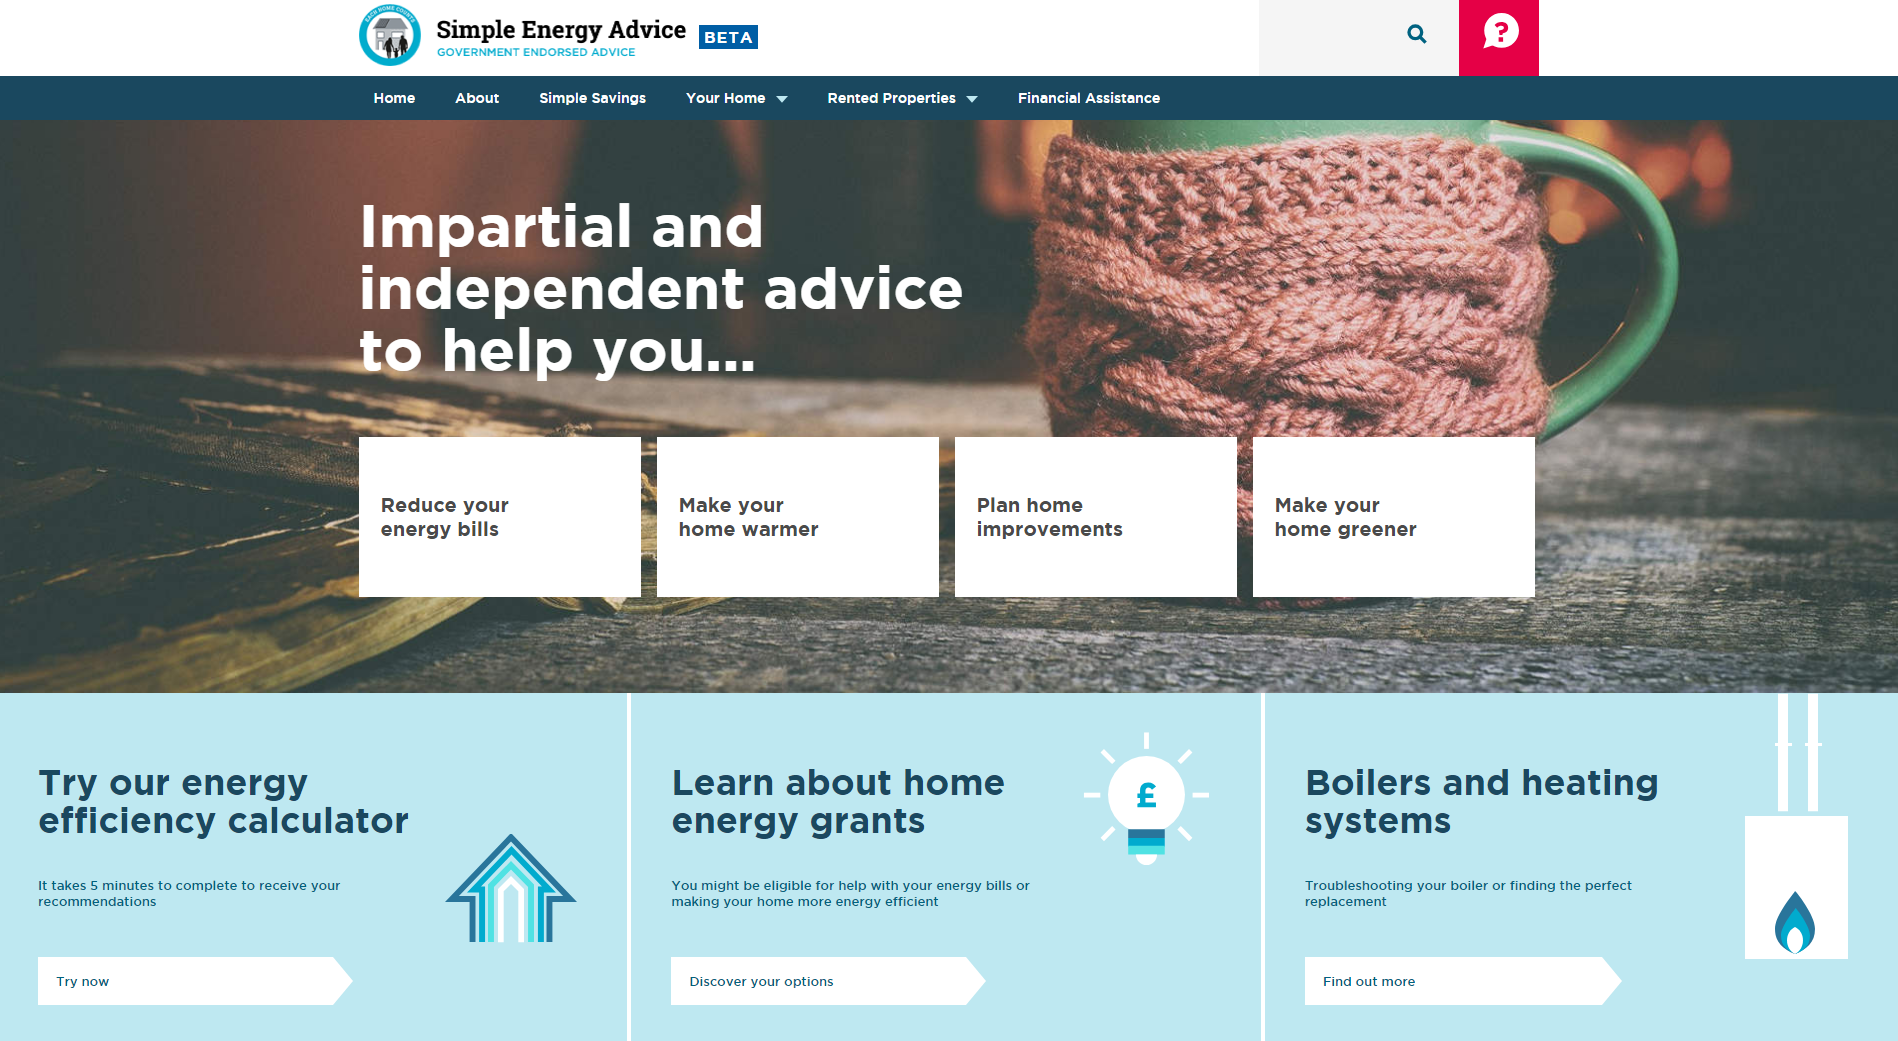 EACH HOME COUNTS
Simple Energy Advice
BETA
GOVERNMENT ENDORSED ADVICE
?
Home
About
Simple Savings
Your Home
Rented Properties
Financial Assistance
Impartial and
independent advice
to help you...
Reduce your
energy bills
Make your
home warmer
Plan home
improvements
Make your
home greener
Try our energy
efficiency calculator
It takes 5 minutes to complete to receive your
recommendations
Try now
Learn about home
energy grants
£
You might be eligible for help with your energy bills or
making your home more energy efficient
Discover your options
Boilers and heating
systems
Troubleshooting your boiler or finding the perfect
replacement
Find out more